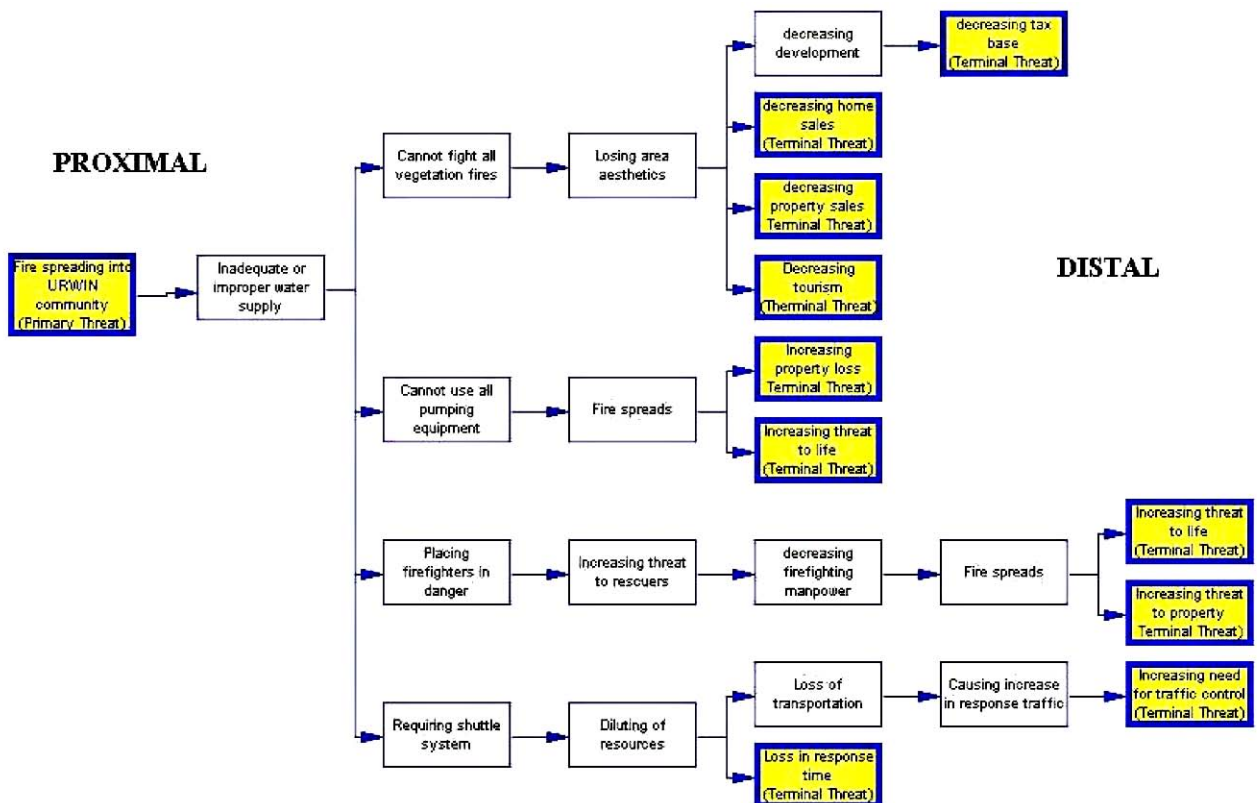 PROXIMAL
DISTAL
Fire spreading into
URWIN
community
(Primary Threat)
Inadequate or
improper water
supply
Cannot fight all
vegetation fires
Losing area
aesthetics
decreasing
development
decreasing tax
base
(Terminal Threat)
decreasing home
sales
(Terminal Threat)
decreasing
property sales
Terminal Threat)
Decreasing
tourism
(Therminal Threat)
Cannot use all
pumping
equipment
Fire spreads
Increasing
property loss
Terminal Threat)
Increasing threat
to life
(Terminal Threat)
Placing
firefighters in
danger
Increasing threat
to rescuers
decreasing
firefighting
manpower
Fire spreads
Increasing threat
to life
(Terminal Threat)
Increasing threat
to property
Terminal Threat)
Requiring shuttle
system
Diluting of
resources
Loss of
transportation
Causing increase
in response traffic
Increasing need
for traffic control
(Terminal Threat)
Loss in response
time
(Terminal Threat)